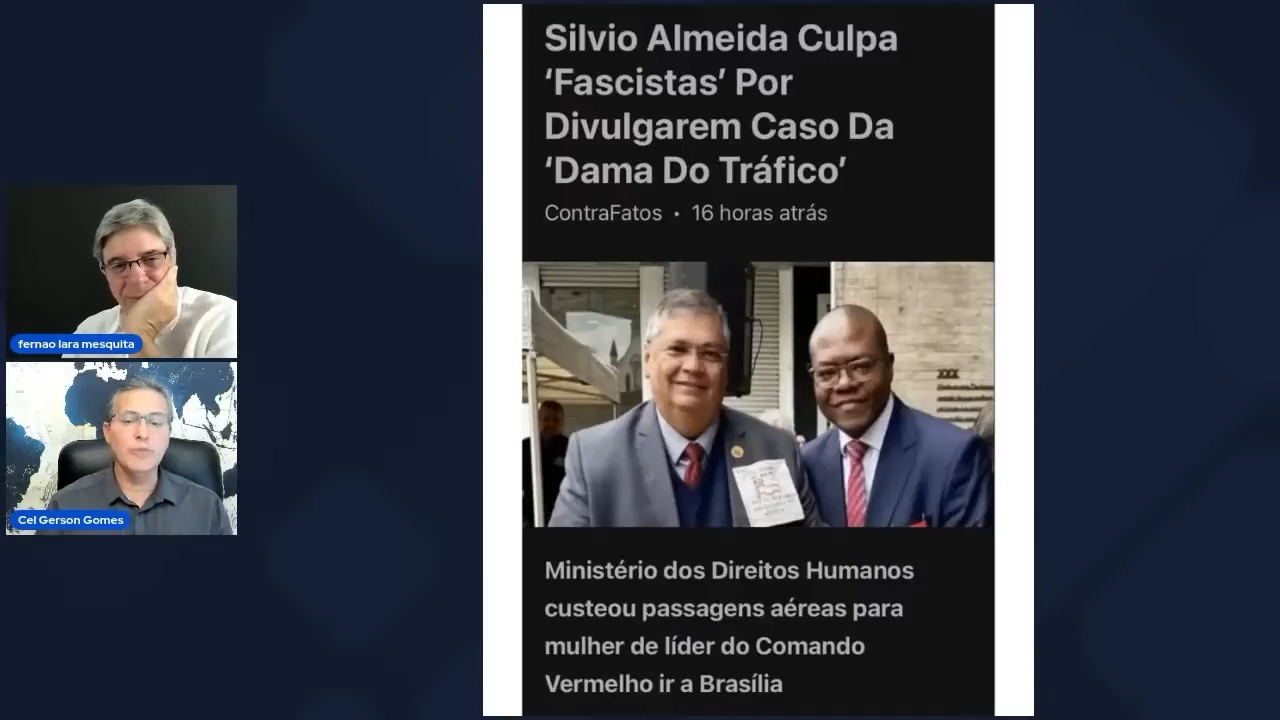 Silvio Almeida Culpa
‘Fascistas’ Por
Divulgarem Caso Da
‘Dama Do Tráfico’
ContraFatos • 16 horas atrás
fernao lara mesquita
Cel Gerson Gomes
Ministério dos Direitos Humanos
custeou passagens aéreas para
mulher de líder do Comando
Vermelho ir a Brasília